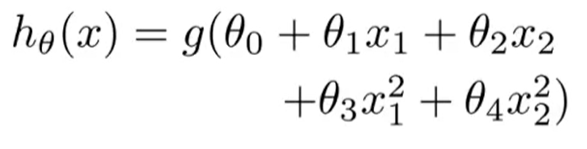 hθ(x) = g(θ₀ + θ₁x₁ + θ₂x₂
+θ₃x₁² + θ₄x₂²)